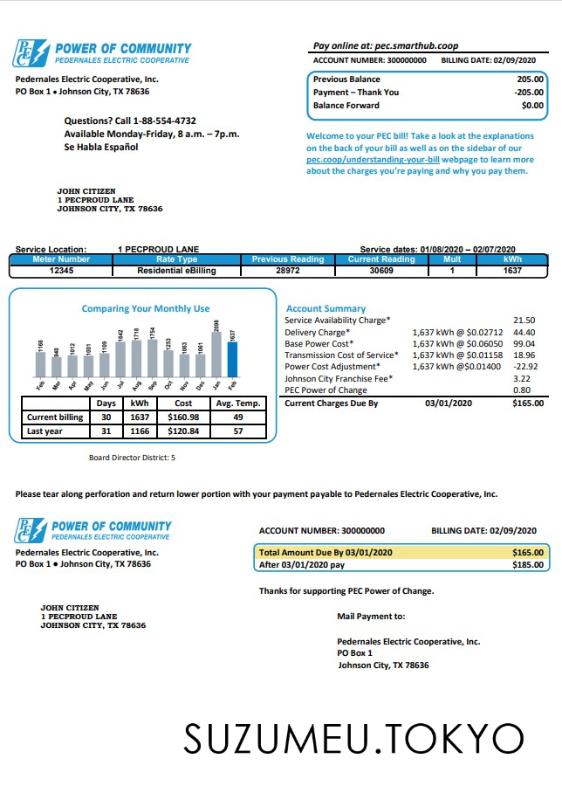 PEC POWER OF COMMUNITY
PEDERNALES ELECTRIC COOPERATIVE
Pedernales Electric Cooperative, Inc.
PO Box 1 • Johnson City, TX 78636
Pay online at: pec.smarthub.coop
ACCOUNT NUMBER: 300000000 BILLING DATE: 02/09/2020
Previous Balance 205.00
Payment – Thank You -205.00
Balance Forward $0.00
Questions? Call 1-88-554-4732
Available Monday-Friday, 8 a.m. – 7p.m.
Se Habla Español
Welcome to your PEC bill! Take a look at the explanations
on the back of your bill as well as on the sidebar of our
pec.coop/understanding-your-bill webpage to learn more
about the charges you're paying and why you pay them.
JOHN CITIZEN
1 PECPROUD LANE
JOHNSON CITY, TX 78636
Service Location: 1 PECPROUD LANE Service dates: 01/08/2020 – 02/07/2020
Meter Number Rate Type Previous Reading Current Reading Mult kWh
12345 Residential eBilling 28972 30609 1 1637
Comparing Your Monthly Use
1166 1012 1109 1642 1718 1754 1253 2098 1637
Feb Mar Apr May Jun Jul Aug Sep Oct Nov Dec Jan Feb
Days kWh Cost Avg. Temp.
Current billing 30 1637 $160.98 49
Last year 31 1166 $120.84 57
Account Summary
Service Availability Charge* 21.50
Delivery Charge* 1,637 kWh @ $0.02712 44.40
Base Power Cost* 1,637 kWh @ $0.06050 99.04
Transmission Cost of Service* 1,637 kWh @ $0.01158 18.96
Power Cost Adjustment* 1,637 kWh @$0.01400 -22.92
Johnson City Franchise Fee* 3.22
PEC Power of Change 0.80
Current Charges Due By 03/01/2020 $165.00
Board Director District: 5
Please tear along perforation and return lower portion with your payment payable to Pedernales Electric Cooperative, Inc.
PEC POWER OF COMMUNITY
PEDERNALES ELECTRIC COOPERATIVE
Pedernales Electric Cooperative, Inc.
PO Box 1 • Johnson City, TX 78636
ACCOUNT NUMBER: 300000000 BILLING DATE: 02/09/2020
Total Amount Due By 03/01/2020 $165.00
After 03/01/2020 pay $185.00
Thanks for supporting PEC Power of Change.
JOHN CITIZEN
1 PECPROUD LANE
JOHNSON CITY, TX 78636
Mail Payment to:
Pedernales Electric Cooperative, Inc.
PO Box 1
Johnson City, TX 78636
SUZUMEU.TOKYO